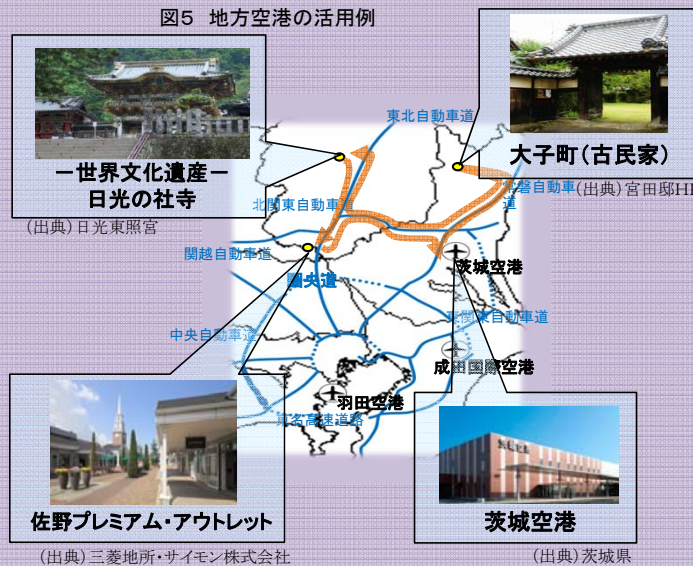 図5 地方空港の活用例
－世界文化遺産－
日光の社寺
(出典)日光東照宮
大子町(古民家)
(出典)宮田邸HP
東北自動車道
北関東自動車道
常磐自動車道
関越自動車道
茨城空港
圏央道
東関東自動車道
中央自動車道
成田国際空港
羽田空港
東名高速道路
佐野プレミアム・アウトレット
(出典)三菱地所・サイモン株式会社
茨城空港
(出典)茨城県